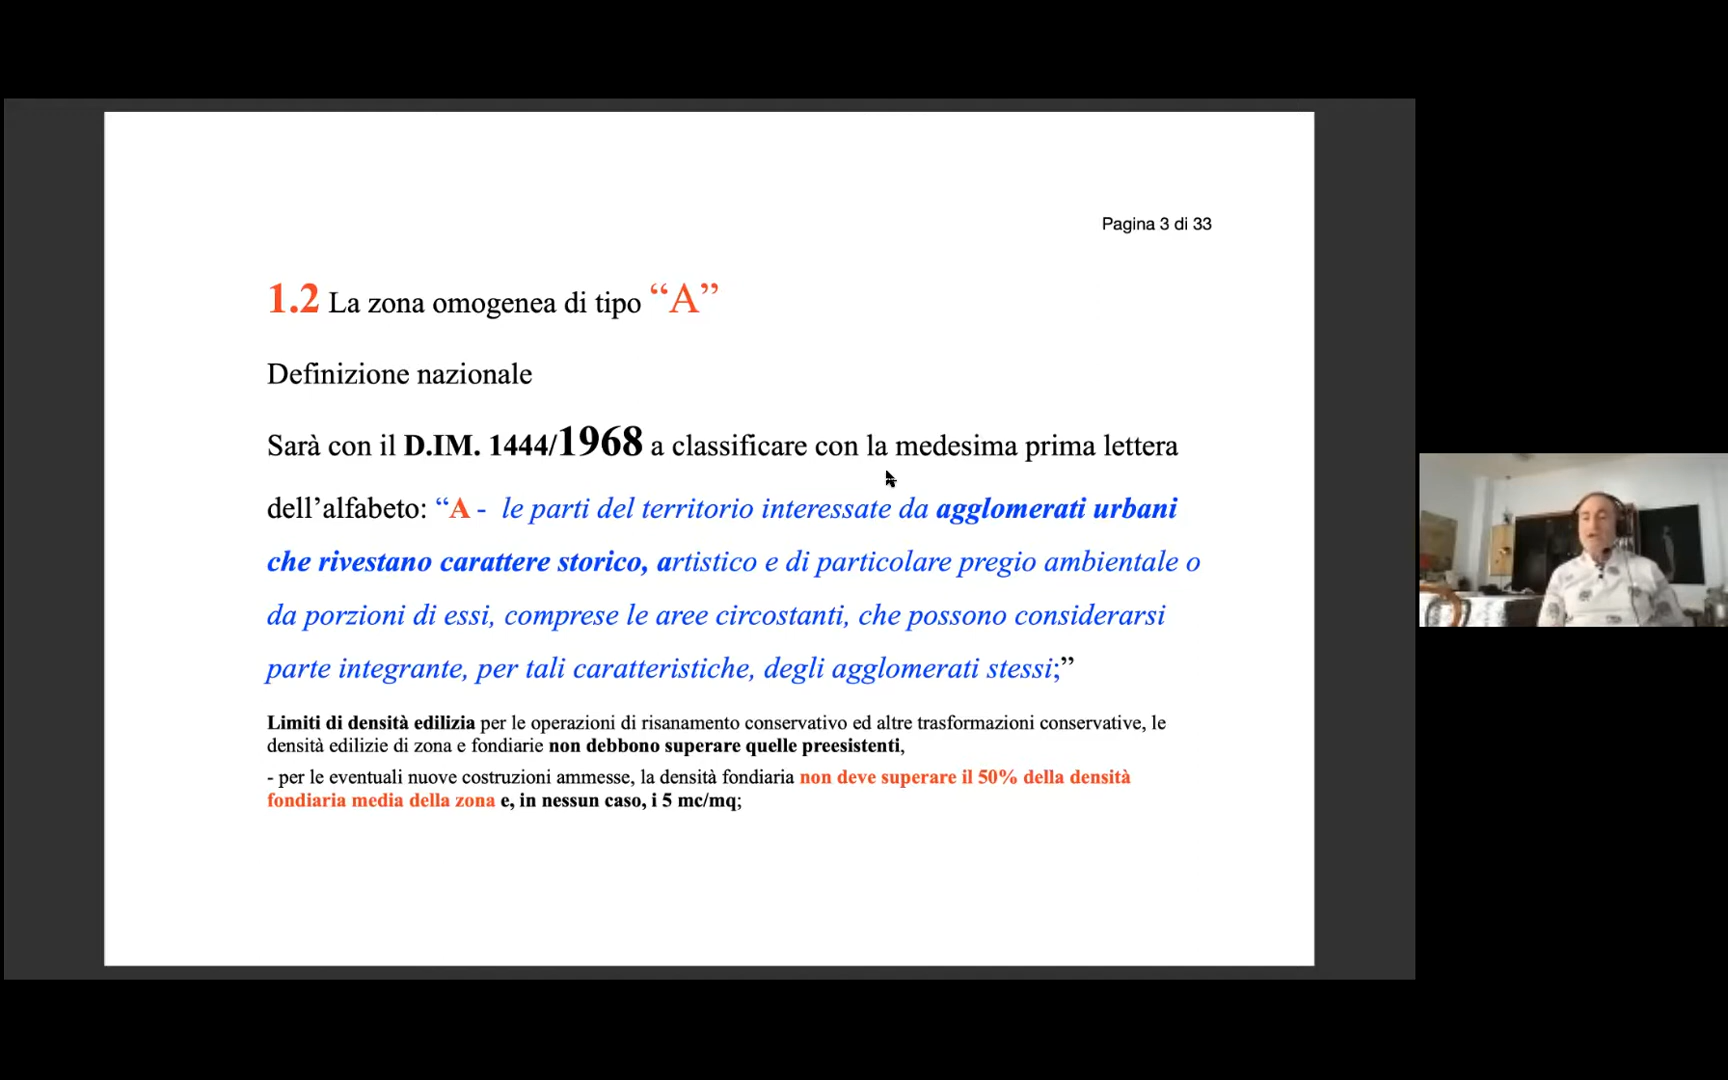 Pagina 3 di 33
1.2 La zona omogenea di tipo “A”
Definizione nazionale
Sarà con il D.IM. 1444/1968 a classificare con la medesima prima lettera
dell’alfabeto: “A - le parti del territorio interessate da agglomerati urbani
che rivestano carattere storico, artistico e di particolare pregio ambientale o
da porzioni di essi, comprese le aree circostanti, che possono considerarsi
parte integrante, per tali caratteristiche, degli agglomerati stessi;”
Limiti di densità edilizia per le operazioni di risanamento conservativo ed altre trasformazioni conservative, le
densità edilizie di zona e fondiarie non debbono superare quelle preesistenti,
- per le eventuali nuove costruzioni ammesse, la densità fondiaria non deve superare il 50% della densità
fondiaria media della zona e, in nessun caso, i 5 mc/mq;